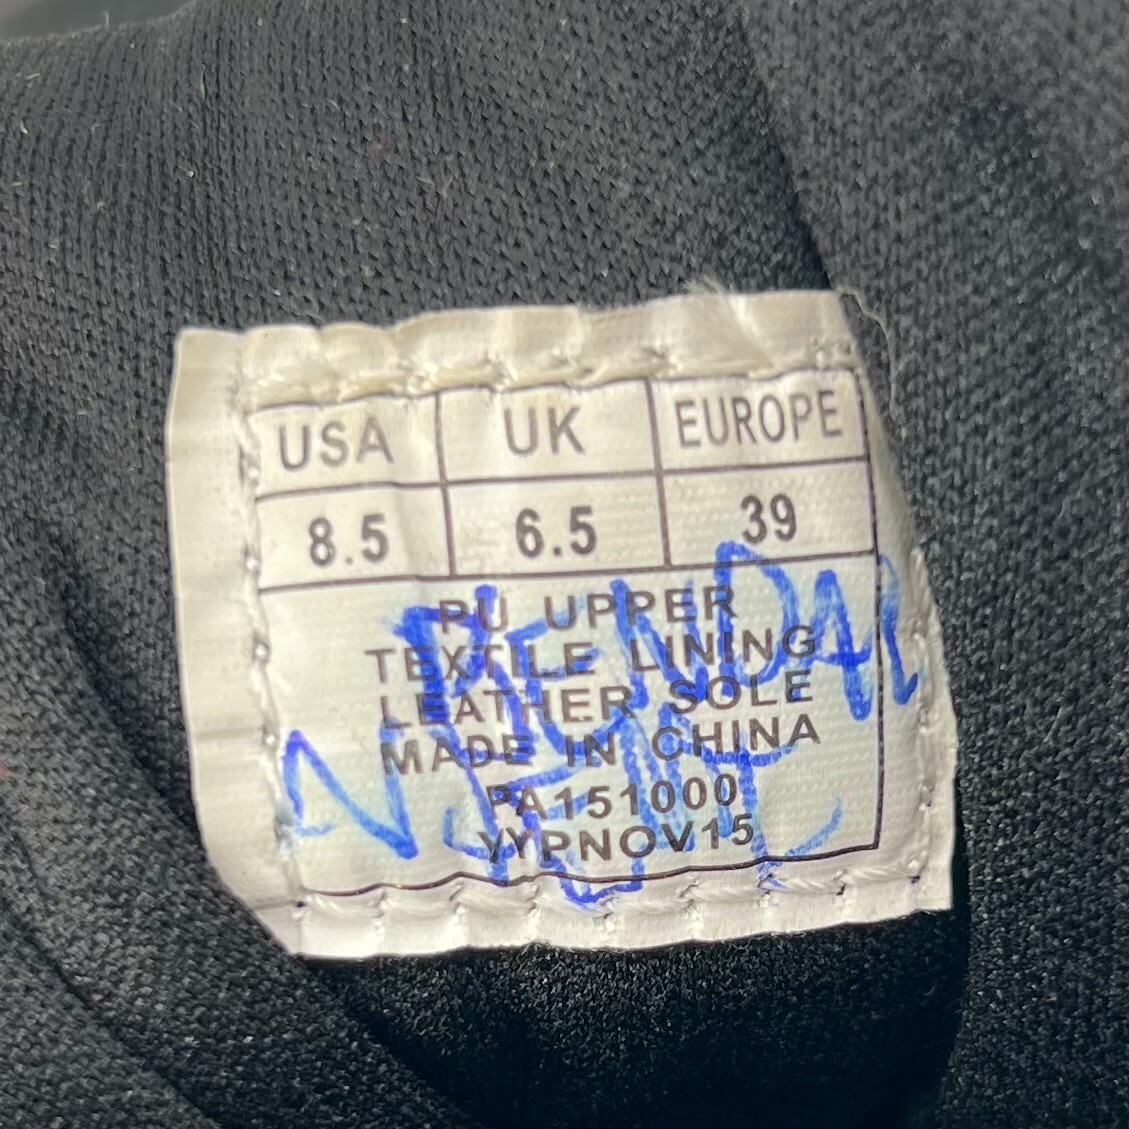 USA UK EUROPE
8.5 6.5 39
PU UPPER
TEXTILE LINING
LEATHER SOLE
MADE IN CHINA
PA151000
YYPNOV15